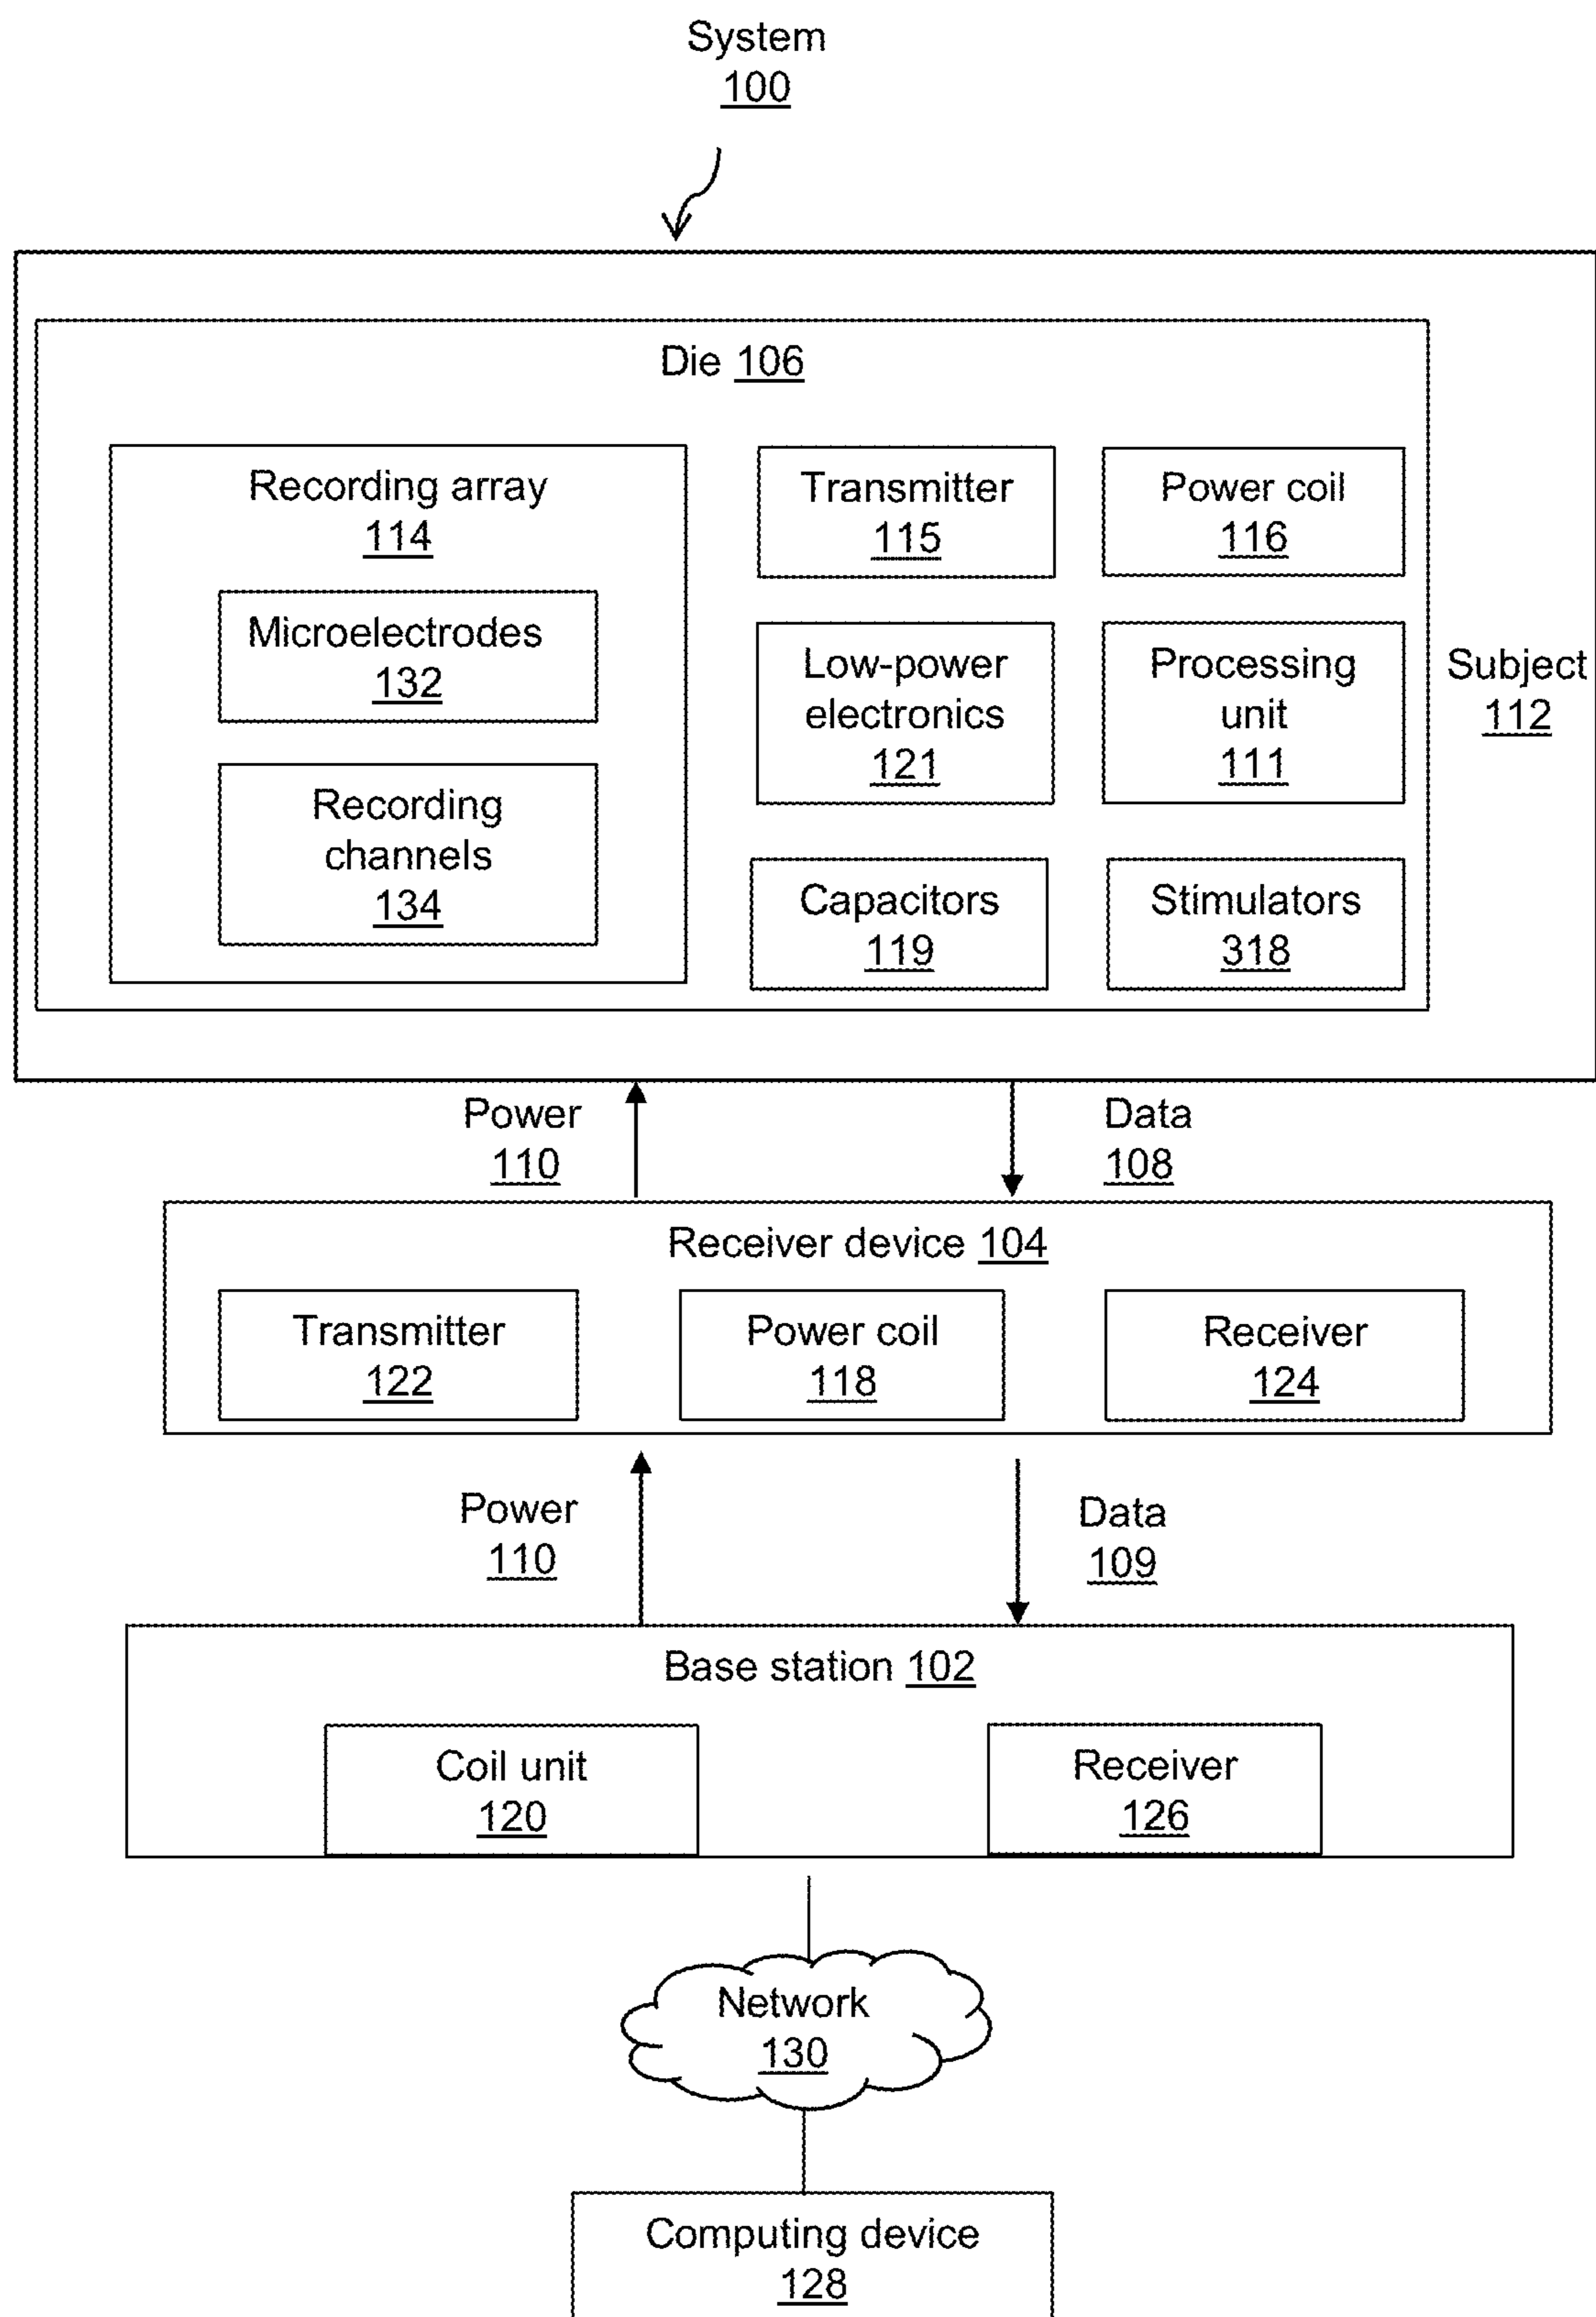 System
100
Die 106
Recording array
114
Microelectrodes
132
Recording
channels
134
Transmitter
115
Power coil
116
Low-power
electronics
121
Processing
unit
111
Capacitors
119
Stimulators
318
Subject
112
Power
110
Data
108
Receiver device 104
Transmitter
122
Power coil
118
Receiver
124
Power
110
Data
109
Base station 102
Coil unit
120
Receiver
126
Network
130
Computing device
128